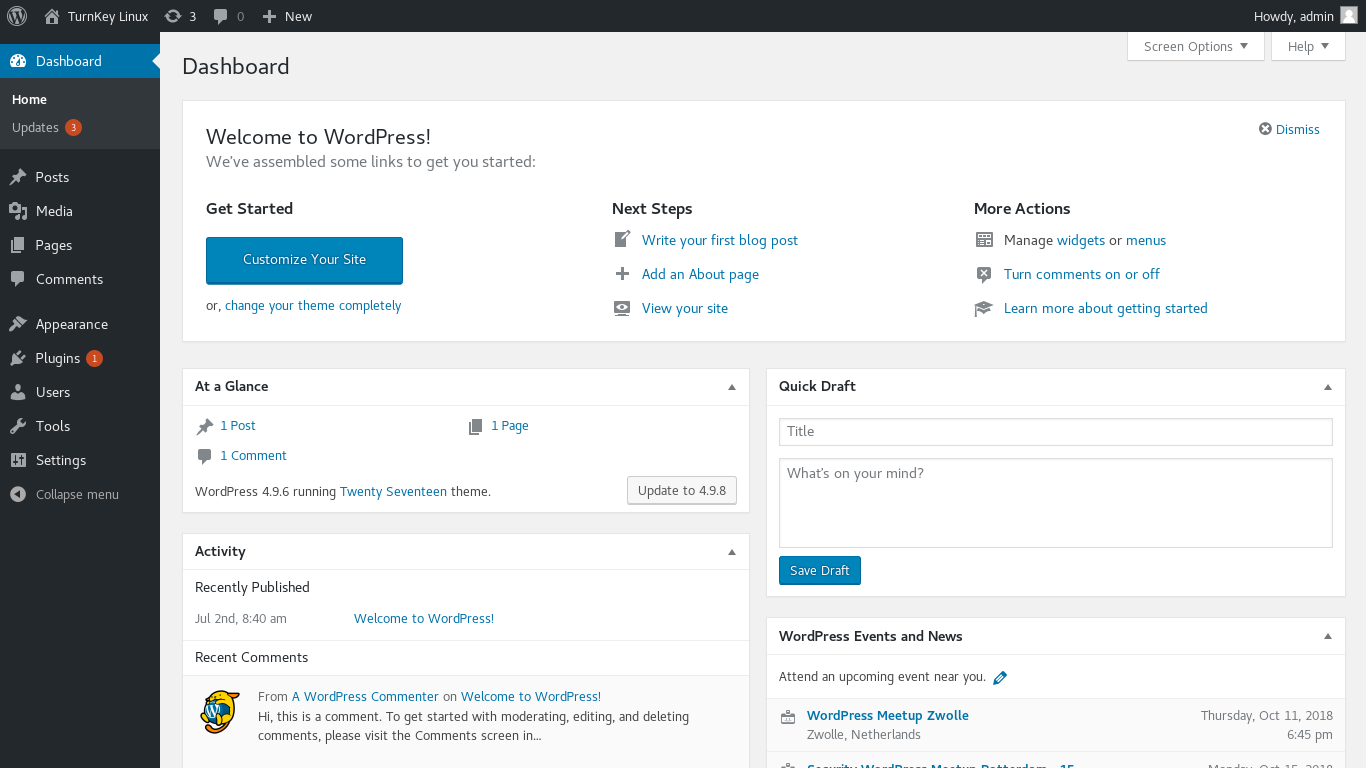 TurnKey Linux 3 0 New Howdy, admin
Screen Options Help
Dashboard
Home
Updates 3
Posts
Media
Pages
Comments
Appearance
Plugins 1
Users
Tools
Settings
Collapse menu
Dashboard
Welcome to WordPress!
We've assembled some links to get you started:
Dismiss
Get Started
Customize Your Site
or, change your theme completely
Next Steps
Write your first blog post
Add an About page
View your site
More Actions
Manage widgets or menus
Turn comments on or off
Learn more about getting started
At a Glance
1 Post 1 Page
1 Comment
WordPress 4.9.6 running Twenty Seventeen theme. Update to 4.9.8
Activity
Recently Published
Jul 2nd, 8:40 am Welcome to WordPress!
Recent Comments
From A WordPress Commenter on Welcome to WordPress!
Hi, this is a comment. To get started with moderating, editing, and deleting
comments, please visit the Comments screen in...
Quick Draft
Title
What's on your mind?
Save Draft
WordPress Events and News
Attend an upcoming event near you.
WordPress Meetup Zwolle Thursday, Oct 11, 2018
Zwolle, Netherlands 6:45 pm
Security WordPress Meetup Rotterdam - 15 Monday, Oct 15, 2018